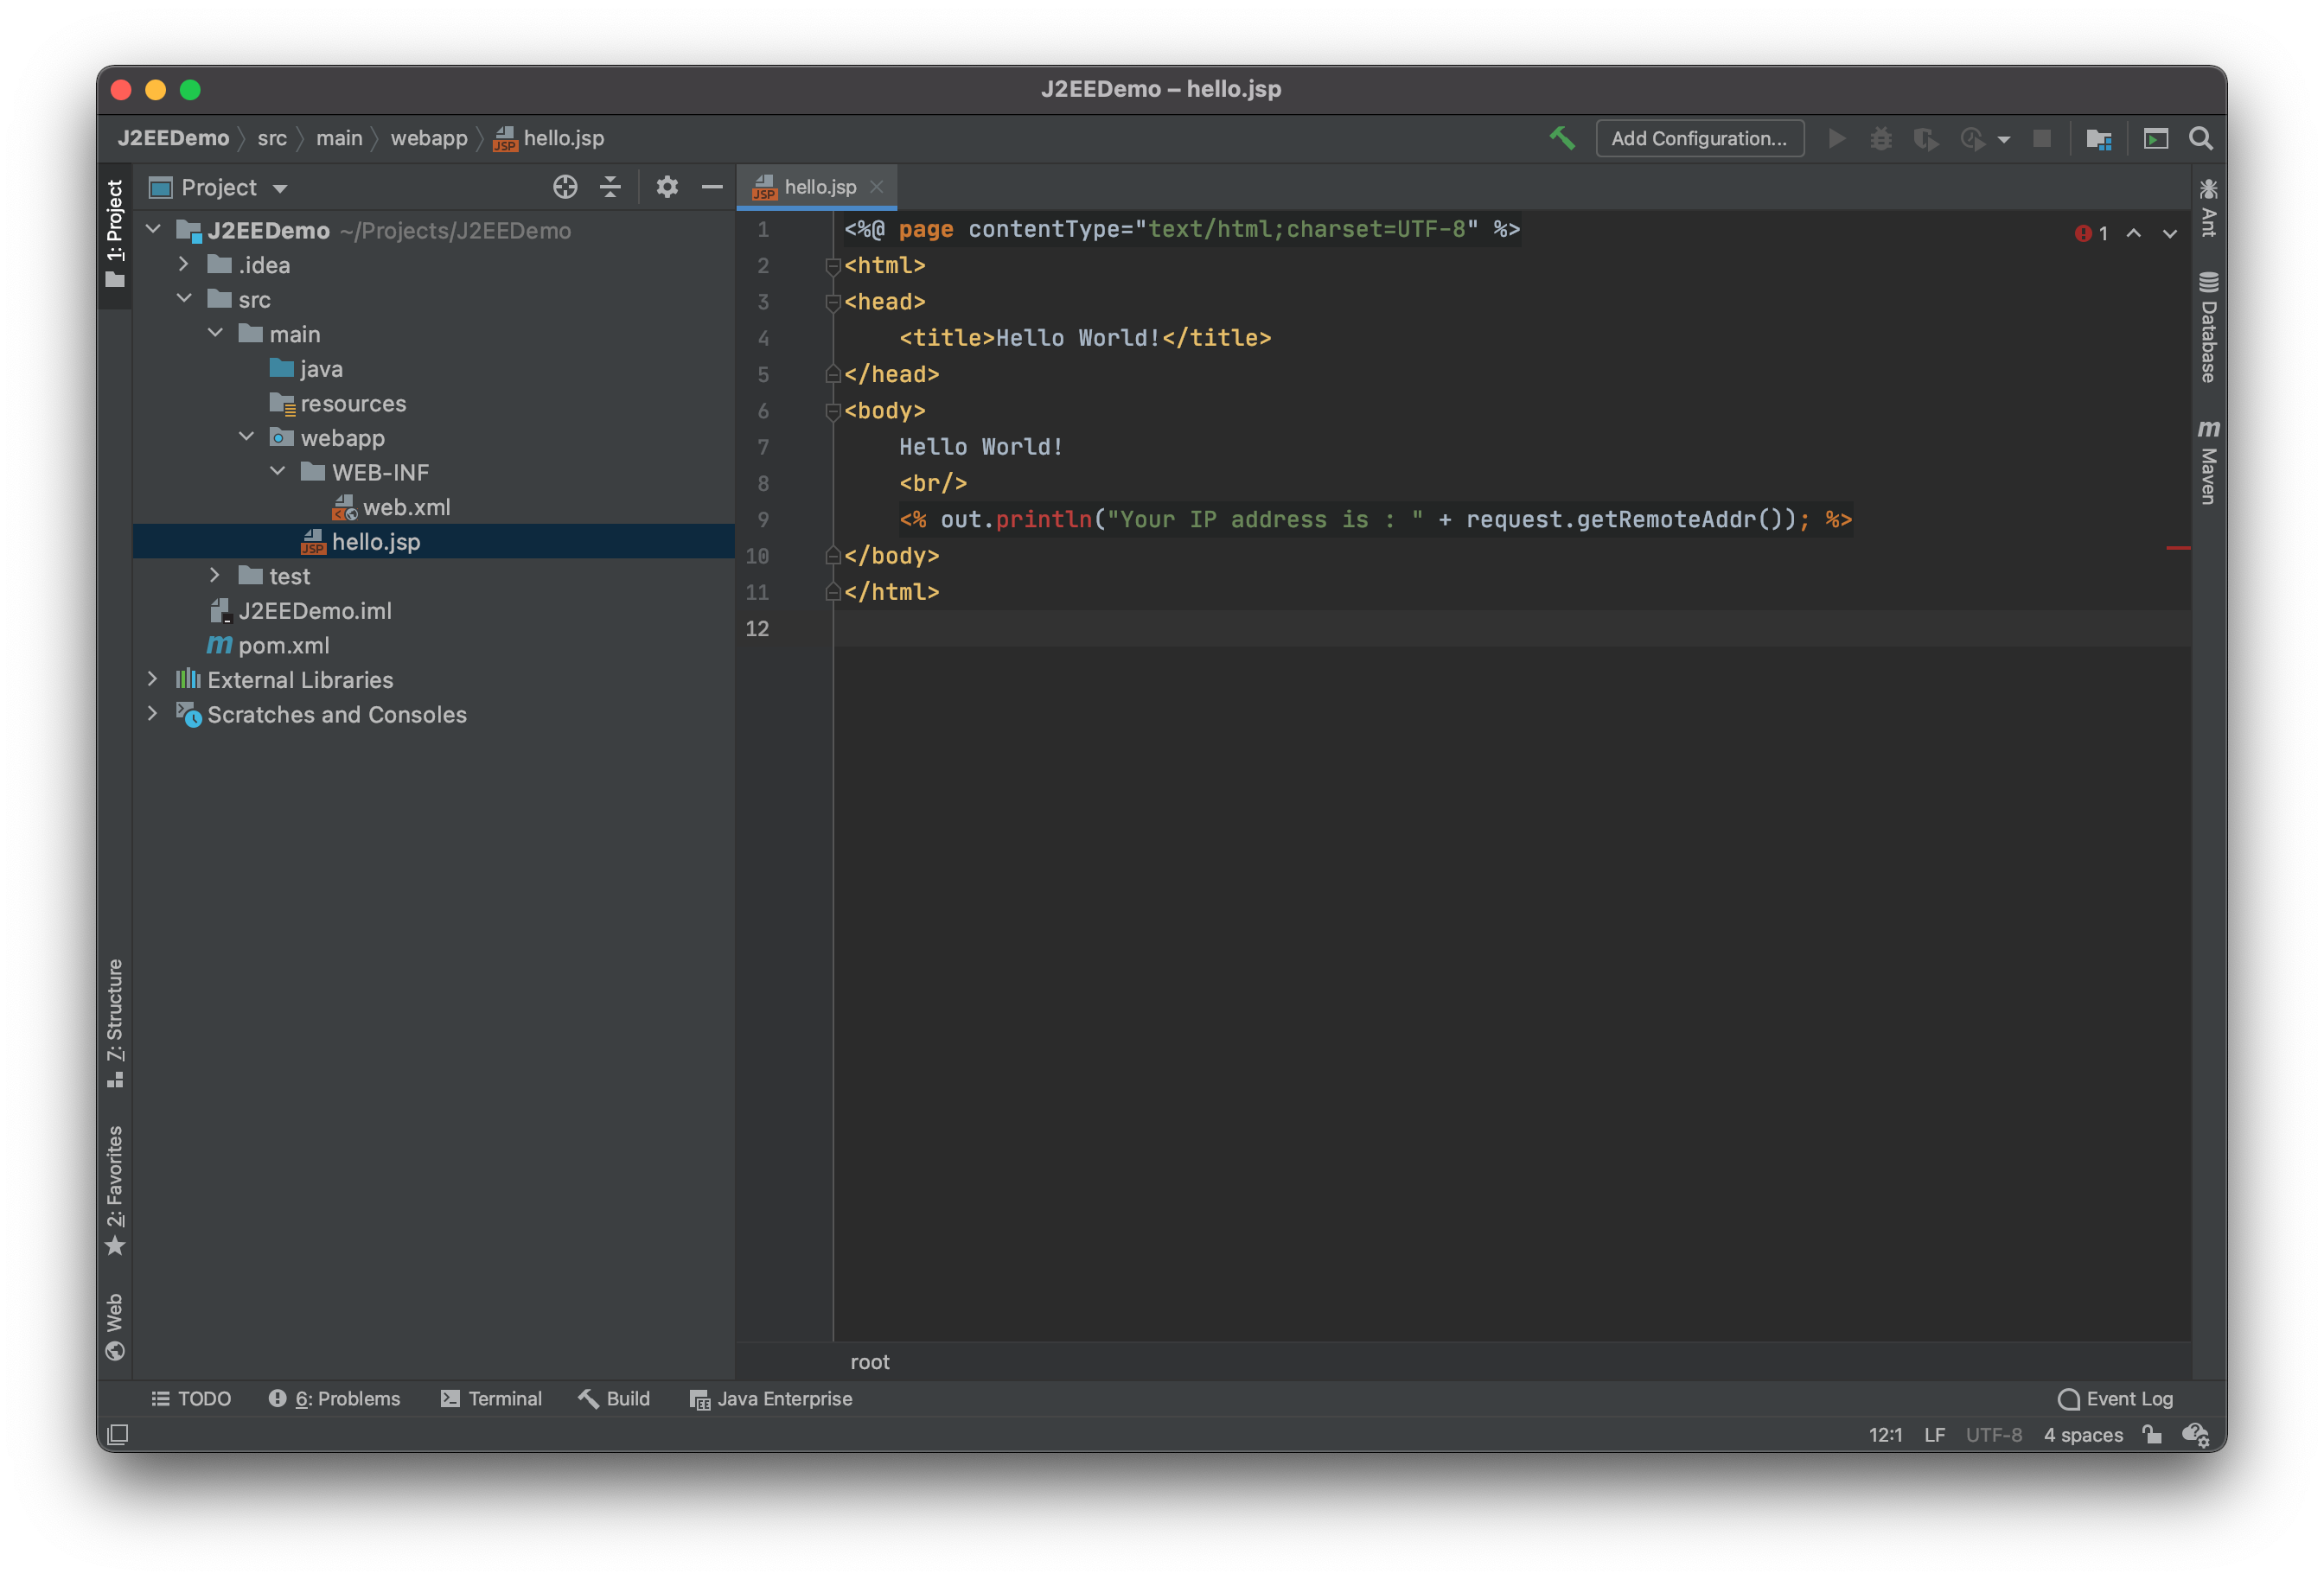 J2EEDemo – hello.jsp
J2EEDemo src main webapp JSP hello.jsp
Add Configuration...
1: Project
Project
J2EEDemo ~/Projects/J2EEDemo
.idea
src
main
java
resources
webapp
WEB-INF
web.xml
JSP hello.jsp
test
J2EEDemo.iml
m pom.xml
External Libraries
Scratches and Consoles
7: Structure
2: Favorites
Web
JSP hello.jsp
1 <%@ page contentType="text/html;charset=UTF-8" %>
2 <html>
3 <head>
4 <title>Hello World!</title>
5 </head>
6 <body>
7 Hello World!
8 <br/>
9 <% out.println("Your IP address is : " + request.getRemoteAddr()); %>
10 </body>
11 </html>
12
1
Ant
Database
m Maven
root
TODO 6: Problems Terminal Build EE Java Enterprise Event Log
12:1 LF UTF-8 4 spaces